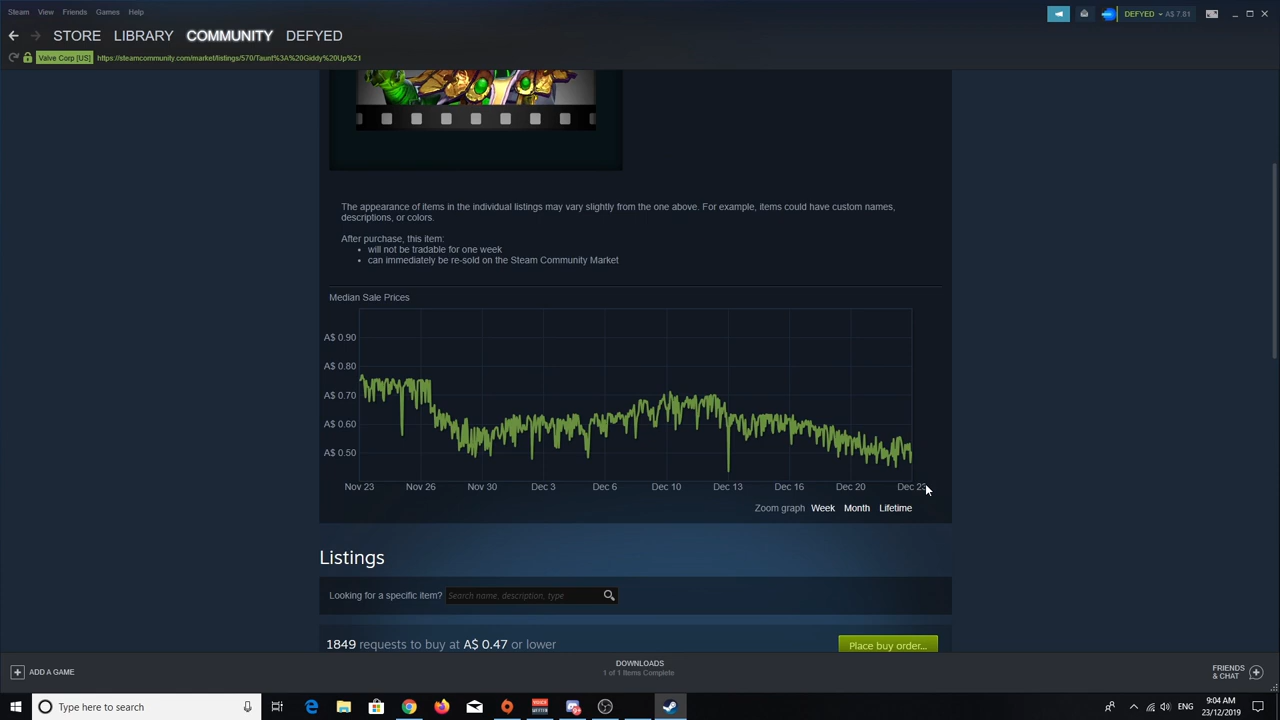 Steam View Friends Games Help
DEFYED A$ 7.81
STORE LIBRARY COMMUNITY DEFYED
Valve Corp [US] https://steamcommunity.com/market/listings/570/Taunt%3A%20Giddy%20Up%21
The appearance of items in the individual listings may vary slightly from the one above. For example, items could have custom names,
descriptions, or colors.
After purchase, this item:
• will not be tradable for one week
• can immediately be re-sold on the Steam Community Market
Median Sale Prices
A$ 0.90
A$ 0.80
A$ 0.70
A$ 0.60
A$ 0.50
Nov 23 Nov 26 Nov 30 Dec 3 Dec 6 Dec 10 Dec 13 Dec 16 Dec 20 Dec 23
Zoom graph Week Month Lifetime
Listings
Looking for a specific item? Search name, description, type
1849 requests to buy at A$ 0.47 or lower
Place buy order...
+ ADD A GAME
DOWNLOADS
1 of 1 Items Complete
FRIENDS
& CHAT +
Type here to search
ENG
9:04 AM
23/12/2019